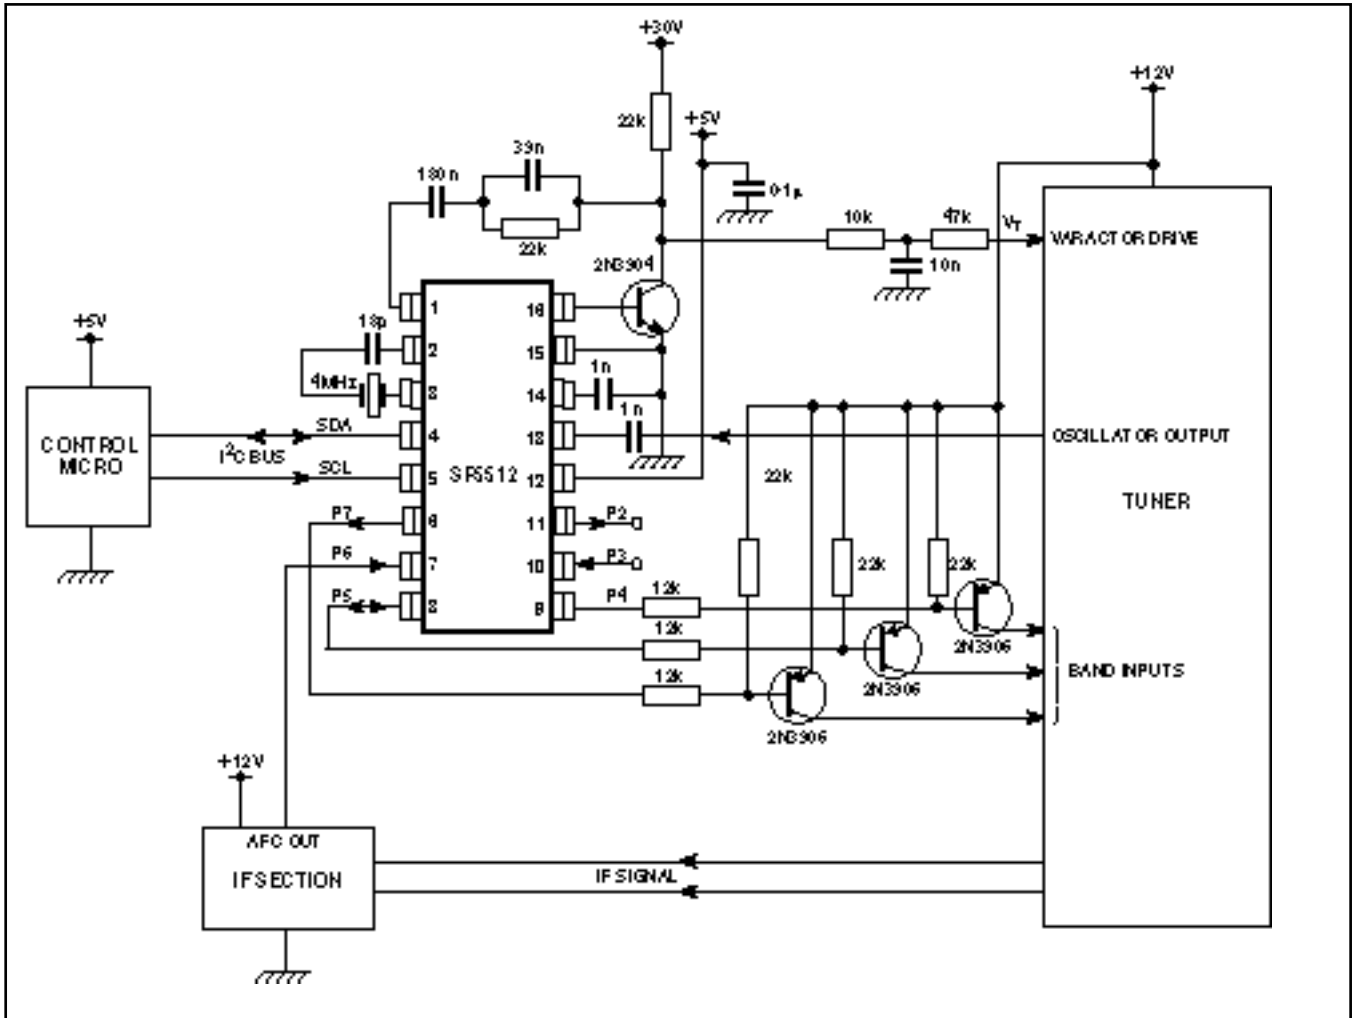 +30V
+12V
22k
+5V
39n
180n
0·1µ
22k
10k
47k
VT
VARACTOR DRIVE
10n
2N3904
+5V
18p
1
16
2
15
4MHz
3
14
1n
1n
CONTROL
MICRO
SDA
I²C BUS
SCL
4
13
OSCILLATOR OUTPUT
5
SP5512
12
22k
TUNER
P7
6
11
P2
P6
7
10
P3
22k
22k
P5
8
9
P4
12k
12k
12k
2N3906
2N3906
2N3906
BAND INPUTS
+12V
AFC OUT
IF SECTION
IF SIGNAL